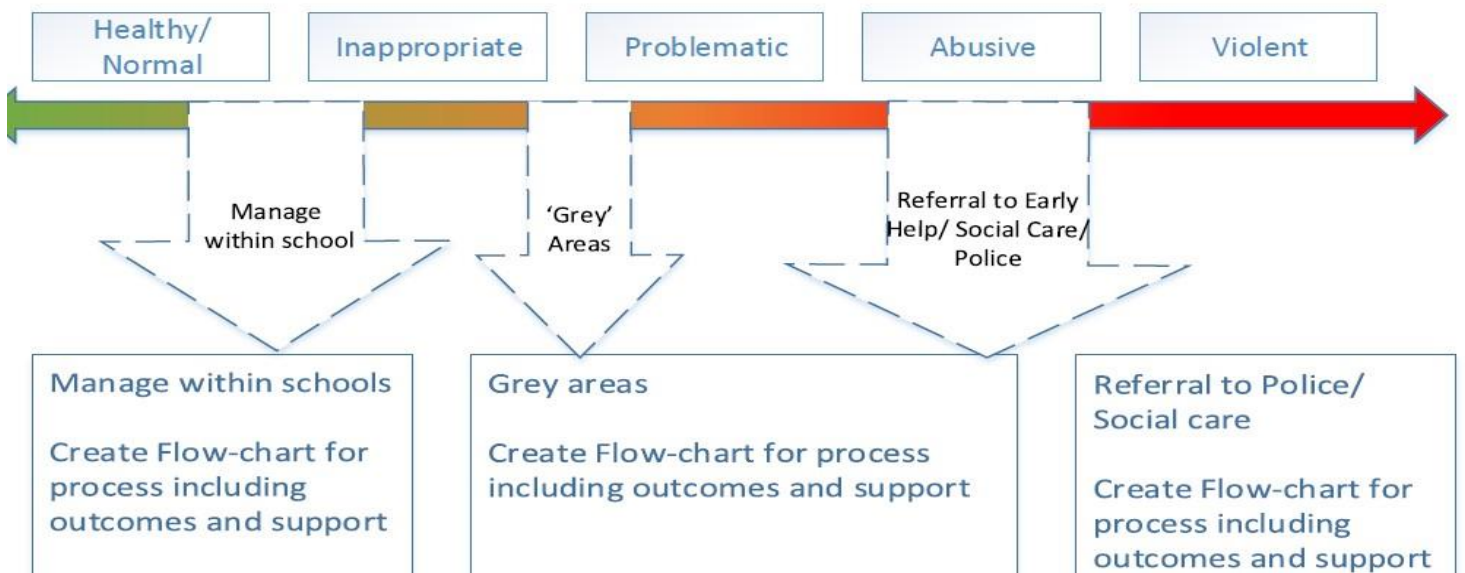 Healthy/
Normal
Inappropriate
Problematic
Abusive
Violent
Manage
within school
‘Grey’
Areas
Referral to Early
Help/ Social Care/
Police
Manage within schools
Create Flow-chart for
process including
outcomes and support
Grey areas
Create Flow-chart for process
including outcomes and support
Referral to Police/
Social care
Create Flow-chart for
process including
outcomes and support